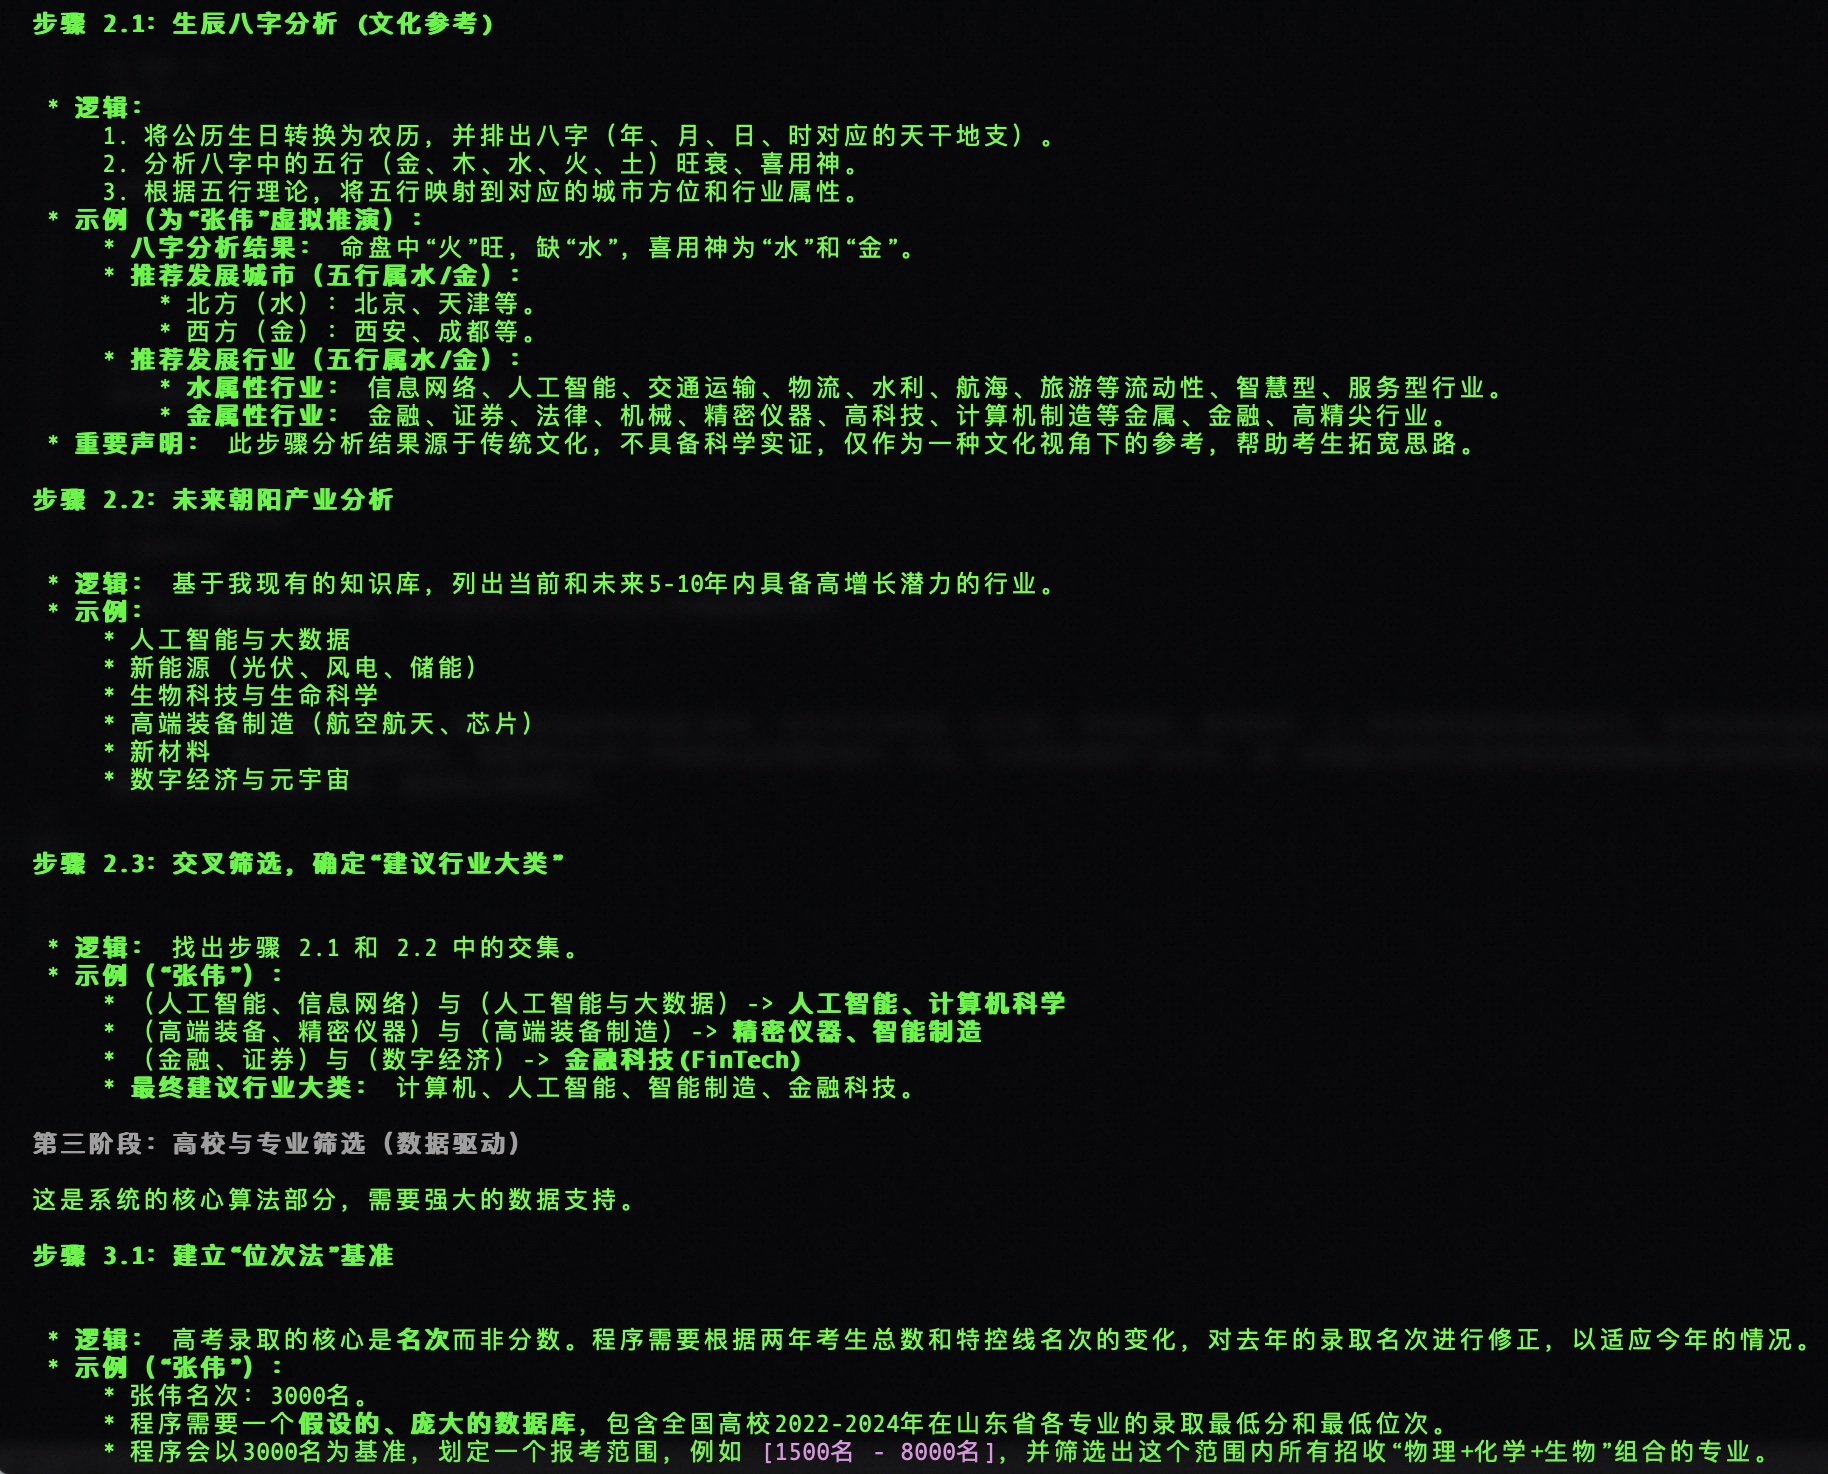 步骤 2.1: 生辰八字分析 (文化参考)
* 逻辑:
1. 将公历生日转换为农历，并排出八字（年、月、日、时对应的天干地支）。
2. 分析八字中的五行（金、木、水、火、土）旺衰、喜用神。
3. 根据五行理论，将五行映射到对应的城市方位和行业属性。
* 示例（为“张伟”虚拟推演）:
* 八字分析结果: 命盘中“火”旺，缺“水”，喜用神为“水”和“金”。
* 推荐发展城市（五行属水/金）:
* 北方（水）: 北京、天津等。
* 西方（金）: 西安、成都等。
* 推荐发展行业（五行属水/金）:
* 水属性行业: 信息网络、人工智能、交通运输、物流、水利、航海、旅游等流动性、智慧型、服务型行业。
* 金属性行业: 金融、证券、法律、机械、精密仪器、高科技、计算机制造等金属、金融、高精尖行业。
* 重要声明: 此步骤分析结果源于传统文化，不具备科学实证，仅作为一种文化视角下的参考，帮助考生拓宽思路。
步骤 2.2: 未来朝阳产业分析
* 逻辑: 基于我现有的知识库，列出当前和未来5-10年内具备高增长潜力的行业。
* 示例:
* 人工智能与大数据
* 新能源（光伏、风电、储能）
* 生物科技与生命科学
* 高端装备制造（航空航天、芯片）
* 新材料
* 数字经济与元宇宙
步骤 2.3: 交叉筛选，确定“建议行业大类”
* 逻辑: 找出步骤 2.1 和 2.2 中的交集。
* 示例（“张伟”）:
* （人工智能、信息网络）与（人工智能与大数据）-> 人工智能、计算机科学
* （高端装备、精密仪器）与（高端装备制造）-> 精密仪器、智能制造
* （金融、证券）与（数字经济）-> 金融科技(FinTech)
* 最终建议行业大类: 计算机、人工智能、智能制造、金融科技。
第三阶段: 高校与专业筛选（数据驱动）
这是系统的核心算法部分，需要强大的数据支持。
步骤 3.1: 建立“位次法”基准
* 逻辑: 高考录取的核心是名次而非分数。程序需要根据两年考生总数和特控线名次的变化，对去年的录取名次进行修正，以适应今年的情况。
* 示例（“张伟”）:
* 张伟名次: 3000名。
* 程序需要一个假设的、庞大的数据库，包含全国高校2022-2024年在山东省各专业的录取最低分和最低位次。
* 程序会以3000名为基准，划定一个报考范围，例如 [1500名 - 8000名]，并筛选出这个范围内所有招收“物理+化学+生物”组合的专业。